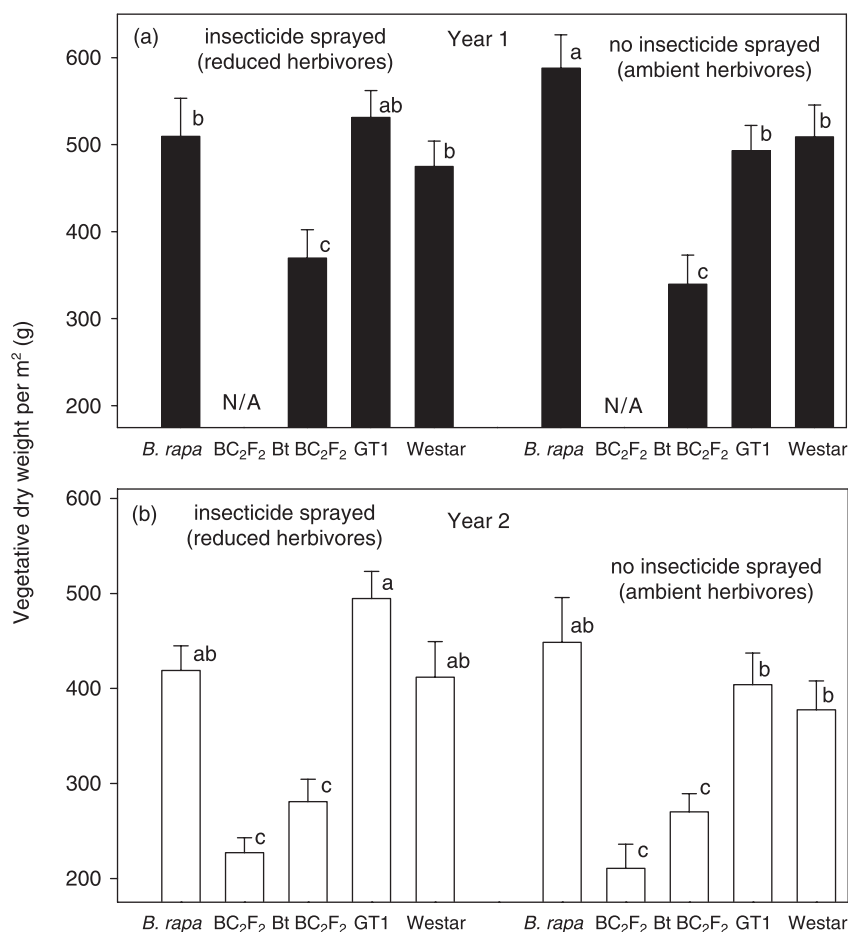 Vegetative dry weight per m² (g)
(a)
insecticide sprayed
(reduced herbivores)
Year 1
no insecticide sprayed
(ambient herbivores)
600
500
400
300
200
b
N/A
c
ab
b
a
N/A
c
b
b
B. rapa BC₂F₂ Bt BC₂F₂ GT1 Westar B. rapa BC₂F₂ Bt BC₂F₂ GT1 Westar
(b)
insecticide sprayed
(reduced herbivores)
Year 2
no insecticide sprayed
(ambient herbivores)
600
500
400
300
200
ab
c
c
a
ab
ab
c
c
b
b
B. rapa BC₂F₂ Bt BC₂F₂ GT1 Westar B. rapa BC₂F₂ Bt BC₂F₂ GT1 Westar